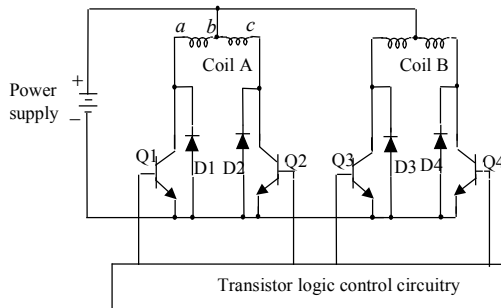 a b c
Coil A
Coil B
Power
supply
+
−
Q1
D1
D2
Q2
Q3
D3
D4
Q4
Transistor logic control circuitry